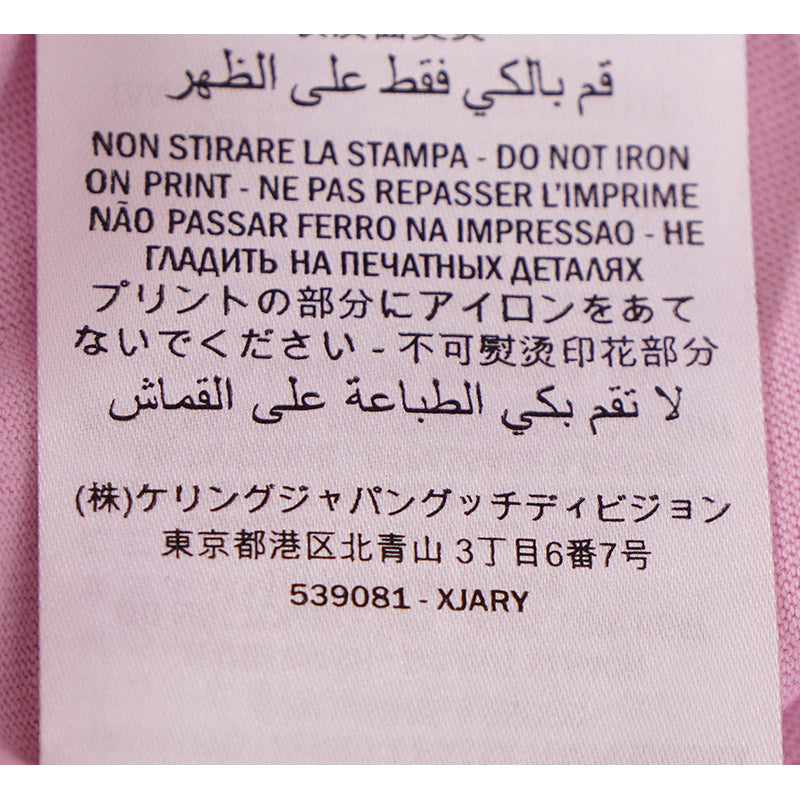 قم بالكي فقط على الظهر
NON STIRARE LA STAMPA - DO NOT IRON
ON PRINT - NE PAS REPASSER L'IMPRIME
NÃO PASSAR FERRO NA IMPRESSAO - НЕ
ГЛАДИТЬ НА ПЕЧАТНЫХ ДЕТАЛЯХ
プリントの部分にアイロンをあて
ないでください - 不可熨烫印花部分
لا تقم بكي الطباعة على القماش
(株)ケリングジャパングッチディビジョン
東京都港区北青山 3丁目6番7号
539081 - XJARY